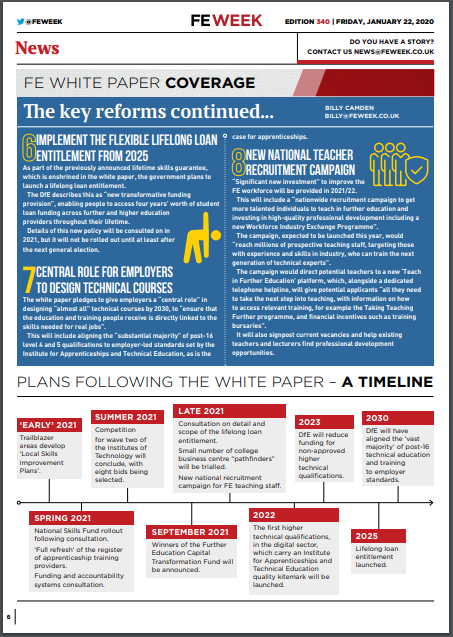 @FEWEEK
FE WEEK
EDITION 340 | FRIDAY, JANUARY 22, 2020
News
DO YOU HAVE A STORY?
CONTACT US NEWS@FEWEEK.CO.UK
FE WHITE PAPER COVERAGE
The key reforms continued...
BILLY CAMDEN
BILLY@FEWEEK.CO.UK
6 IMPLEMENT THE FLEXIBLE LIFELONG LOAN
ENTITLEMENT FROM 2025
As part of the previously announced lifetime skills guarantee,
which is enshrined in the white paper, the government plans to
launch a lifelong loan entitlement.
The DfE describes this as "new transformative funding
provision", enabling people to access four years' worth of student
loan funding across further and higher education
providers throughout their lifetime.
Details of this new policy will be consulted on in
2021, but it will not be rolled out until at least after
the next general election.
7 CENTRAL ROLE FOR EMPLOYERS
TO DESIGN TECHNICAL COURSES
The white paper pledges to give employers a "central role" in
designing "almost all" technical courses by 2030, to "ensure that
the education and training people receive is directly linked to the
skills needed for real jobs".
This will include aligning the "substantial majority" of post-16
level 4 and 5 qualifications to employer-led standards set by the
Institute for Apprenticeships and Technical Education, as is the
case for apprenticeships.
8 NEW NATIONAL TEACHER
RECRUITMENT CAMPAIGN
"Significant new investment" to improve the
FE workforce will be provided in 2021/22.
This will include a "nationwide recruitment campaign to get
more talented individuals to teach in further education and
investing in high-quality professional development including a
new Workforce Industry Exchange Programme".
The campaign, expected to be launched this year, would
"reach millions of prospective teaching staff, targeting those
with experience and skills in industry, who can train the next
generation of technical experts".
The campaign would direct potential teachers to a new 'Teach
in Further Education' platform, which, alongside a dedicated
telephone helpline, will give potential applicants "all they need
to take the next step into teaching, with information on how
to access relevant training, for example the Taking Teaching
Further programme, and financial incentives such as training
bursaries".
It will also signpost current vacancies and help existing
teachers and lecturers find professional development
opportunities.
PLANS FOLLOWING THE WHITE PAPER – A TIMELINE
'EARLY' 2021
Trailblazer
areas develop
'Local Skills
Improvement
Plans'.
SPRING 2021
National Skills Fund rollout
following consultation.
'Full refresh' of the register
of apprenticeship training
providers.
Funding and accountability
systems consultation.
SUMMER 2021
Competition
for wave two of
the Institutes of
Technology will
conclude, with
eight bids being
selected.
SEPTEMBER 2021
Winners of the Further
Education Capital
Transformation Fund will
be announced.
LATE 2021
Consultation on detail and
scope of the lifelong loan
entitlement.
Small number of college
business centre "pathfinders"
will be trialled.
New national recruitment
campaign for FE teaching staff.
2022
The first higher
technical qualifications,
in the digital sector,
which carry an Institute
for Apprenticeships and
Technical Education
quality kitemark will be
launched.
2023
DfE will reduce
funding for
non-approved
higher
technical
qualifications.
2025
Lifelong loan
entitlement
launched.
2030
DfE will have
aligned the 'vast
majority' of post-16
technical education
and training
to employer
standards.
6